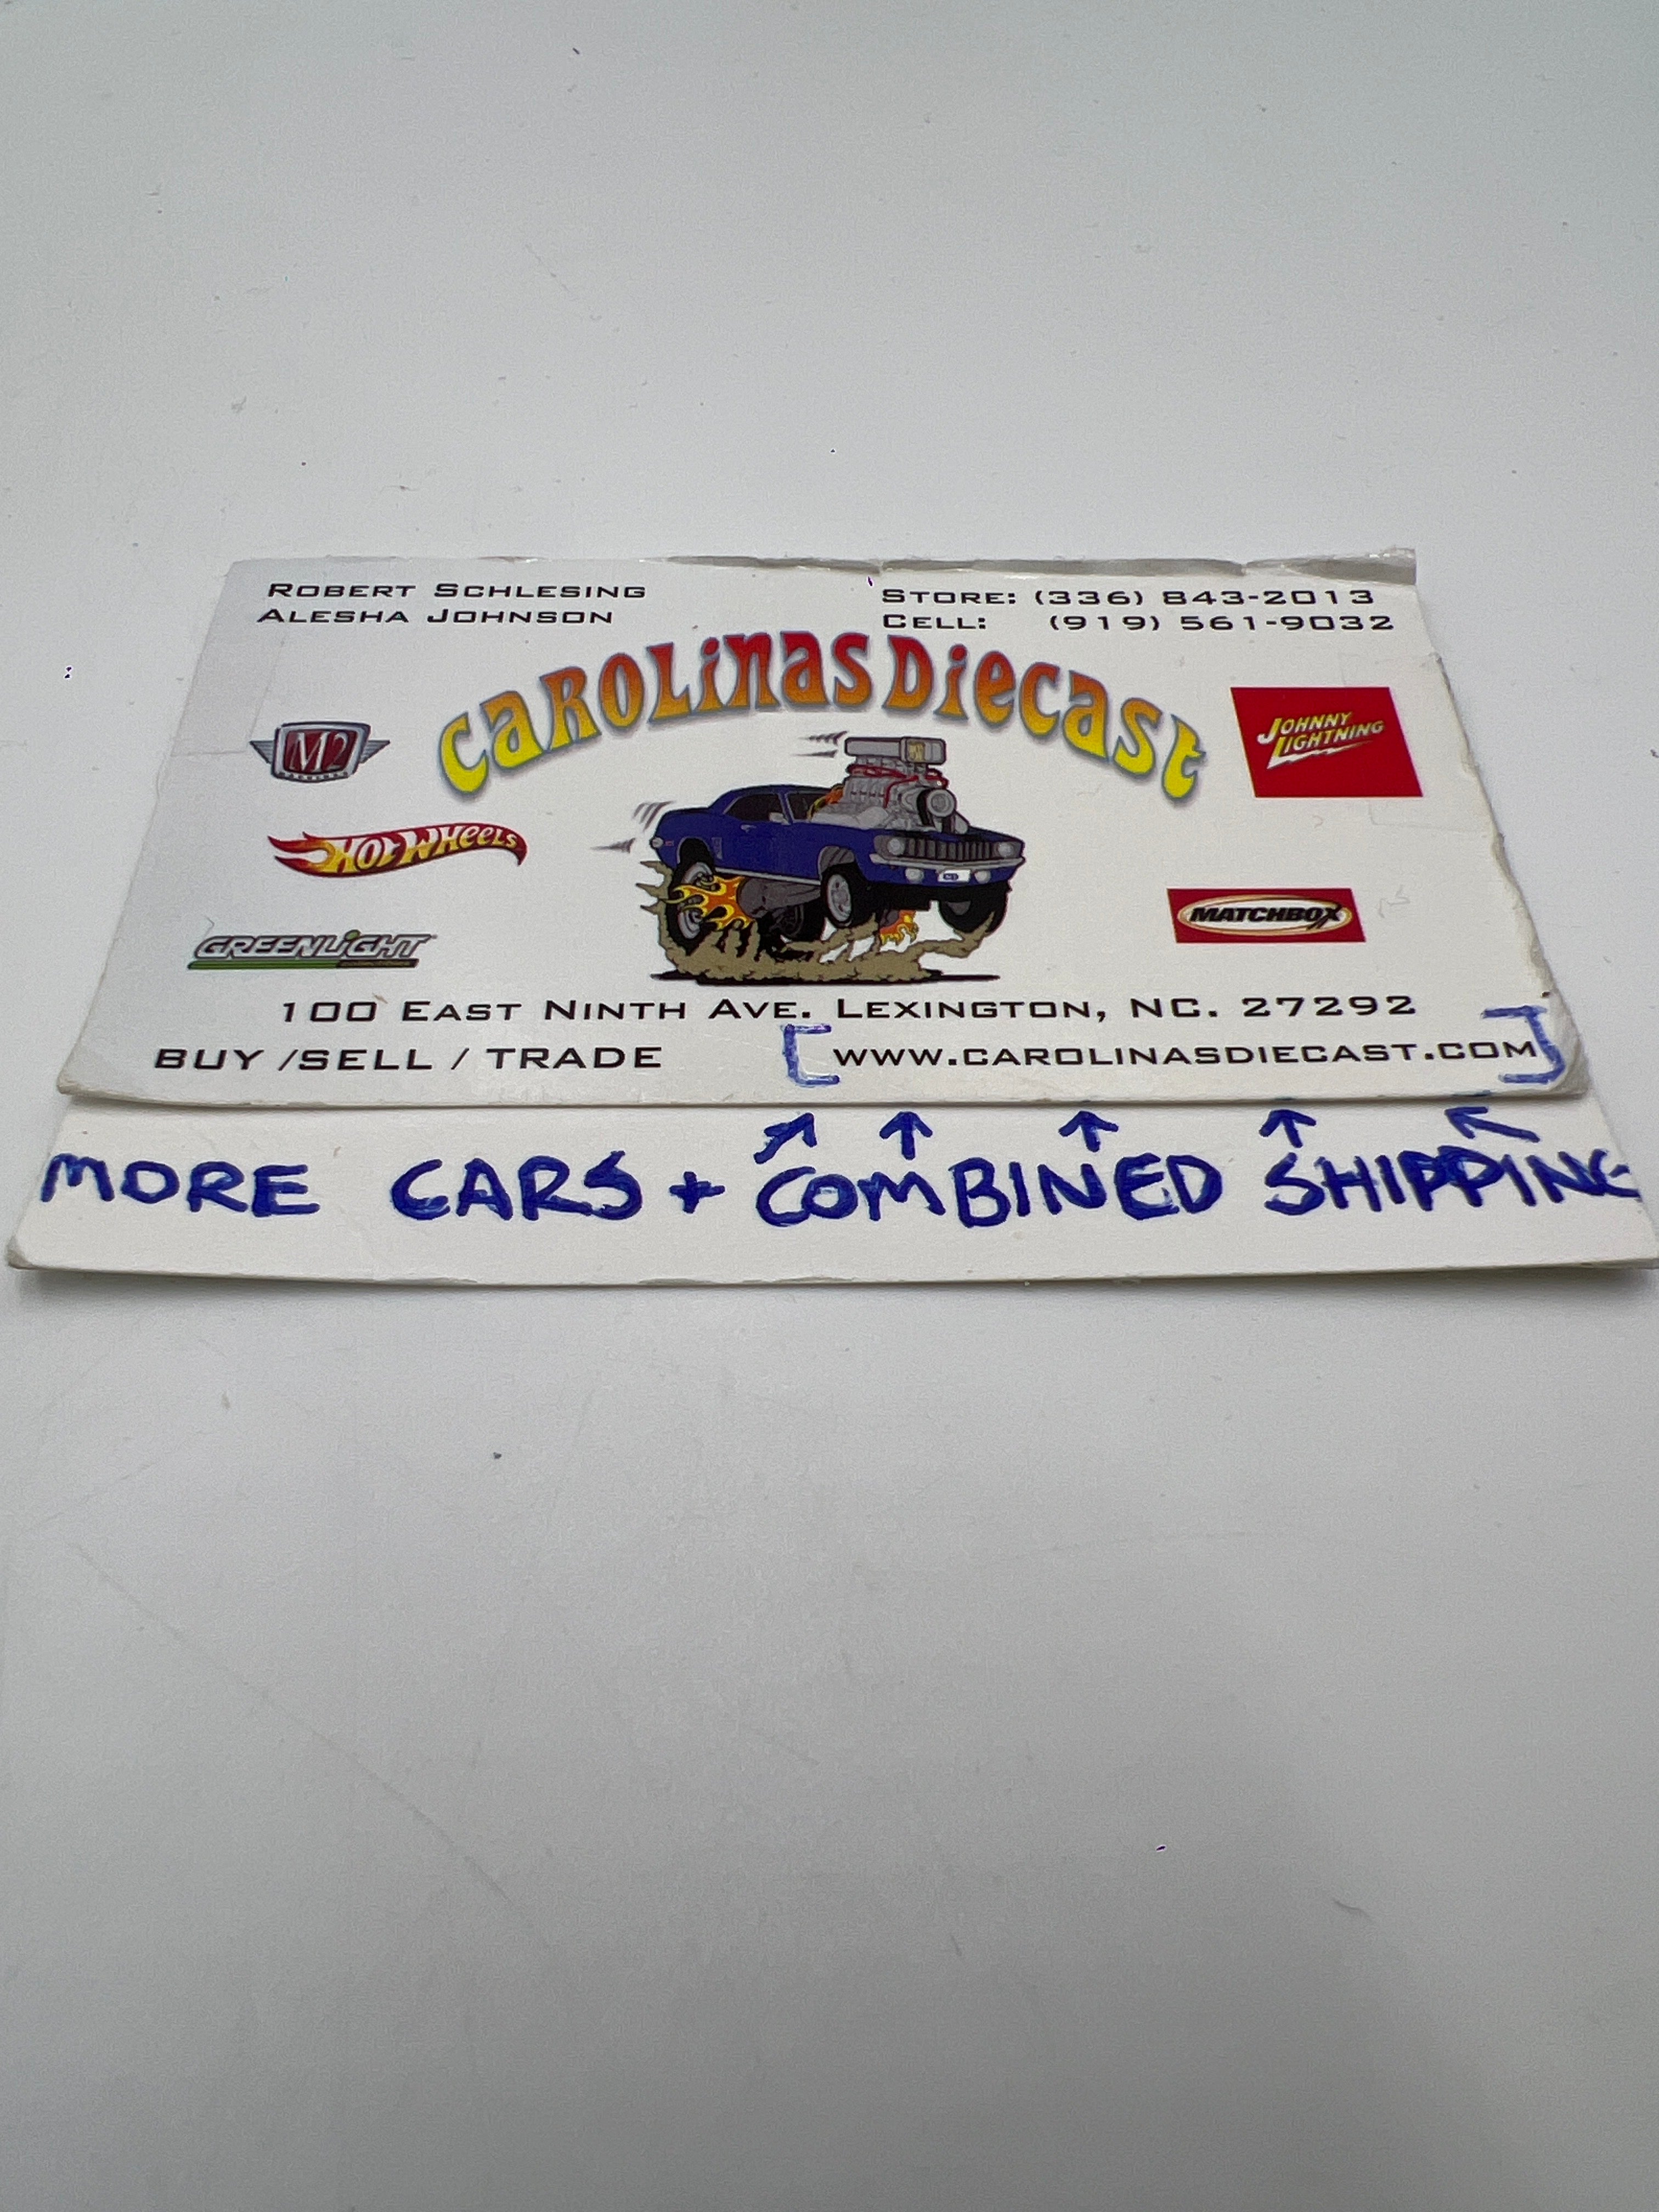 ROBERT SCHLESING
ALESHA JOHNSON
STORE: (336) 843-2013
CELL: (919) 561-9032
CAROLINAS DIECAST
M2
JOHNNY LIGHTNING
HOT WHEELS
MATCHBOX
GREENLIGHT
100 EAST NINTH AVE. LEXINGTON, NC. 27292
BUY /SELL / TRADE
[WWW.CAROLINASDIECAST.COM]
MORE CARS + COMBINED SHIPPING